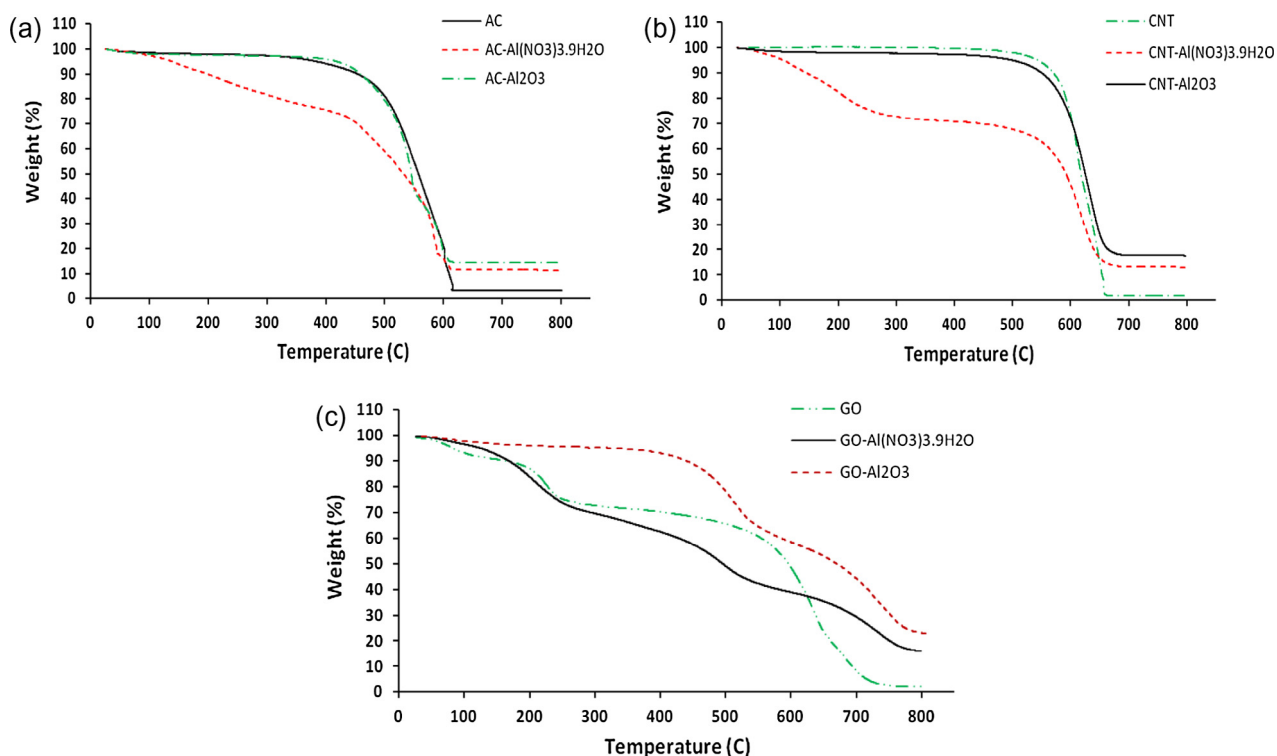 (a)
110
100
90
80
70
60
50
40
30
20
10
0
Weight (%)
0 100 200 300 400 500 600 700 800
Temperature (C)
AC
AC-Al(NO3)3.9H2O
AC-Al2O3
(b)
110
100
90
80
70
60
50
40
30
20
10
0
Weight (%)
0 100 200 300 400 500 600 700 800
Temperature (C)
CNT
CNT-Al(NO3)3.9H2O
CNT-Al2O3
(c)
110
100
90
80
70
60
50
40
30
20
10
0
Weight (%)
0 100 200 300 400 500 600 700 800
Temperature (C)
GO
GO-Al(NO3)3.9H2O
GO-Al2O3